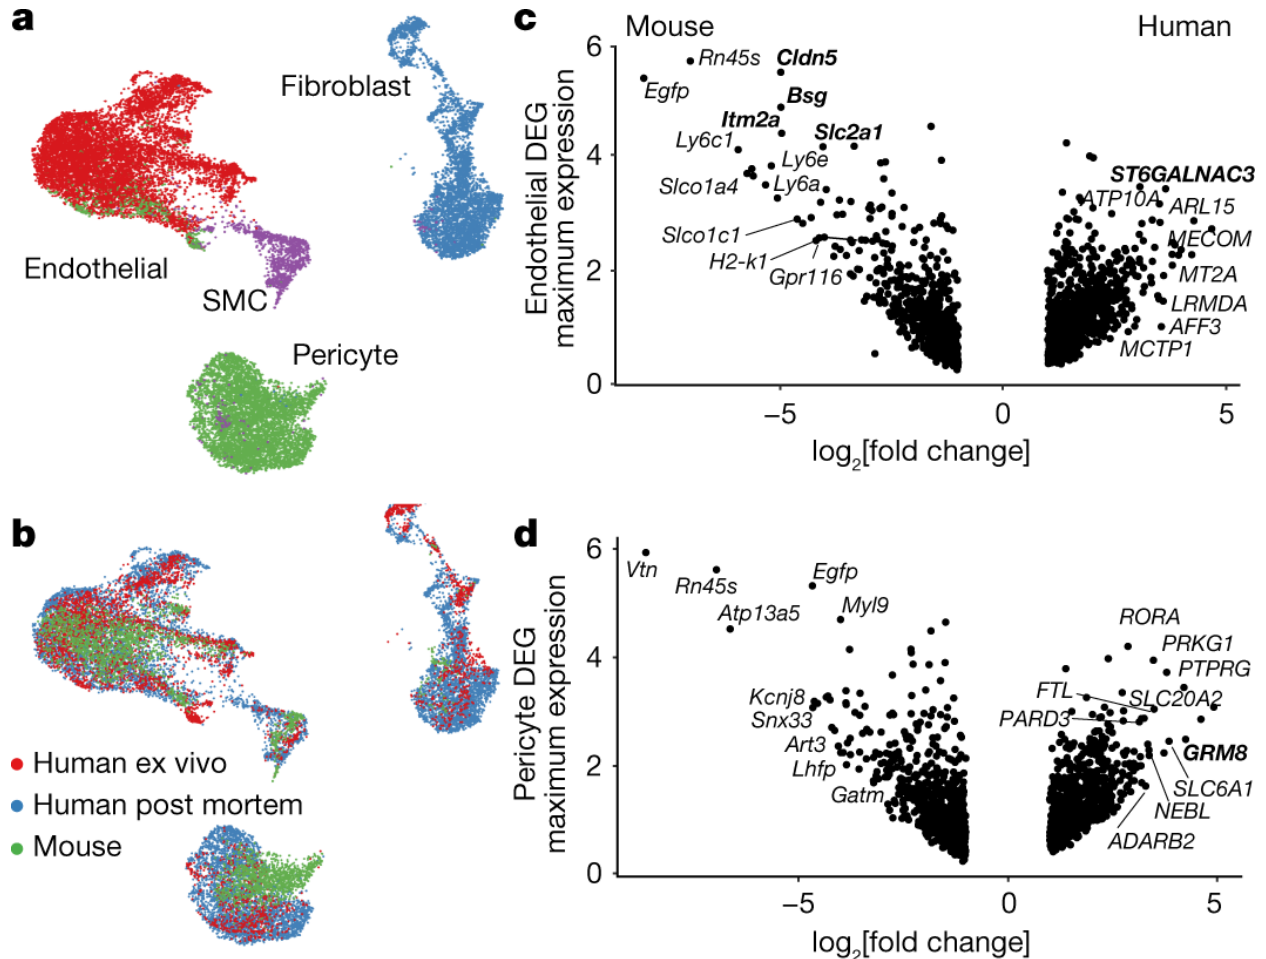 a
Fibroblast
Endothelial
SMC
Pericyte
b
Human ex vivo
Human post mortem
Mouse
c
Mouse
Human
Endothelial DEG
maximum expression
6
4
2
0
Rn45s
Cldn5
Egfp
Bsg
Itm2a
Slc2a1
Ly6c1
Ly6e
Slco1a4
Ly6a
Slco1c1
H2-k1
Gpr116
ST6GALNAC3
ATP10A
ARL15
MECOM
MT2A
LRMDA
AFF3
MCTP1
−5
0
5
log2[fold change]
d
Pericyte DEG
maximum expression
6
4
2
0
Vtn
Rn45s
Egfp
Atp13a5
Myl9
Kcnj8
Snx33
Art3
Lhfp
Gatm
RORA
PRKG1
PTPRG
FTL
SLC20A2
PARD3
GRM8
SLC6A1
NEBL
ADARB2
−5
0
5
log2[fold change]